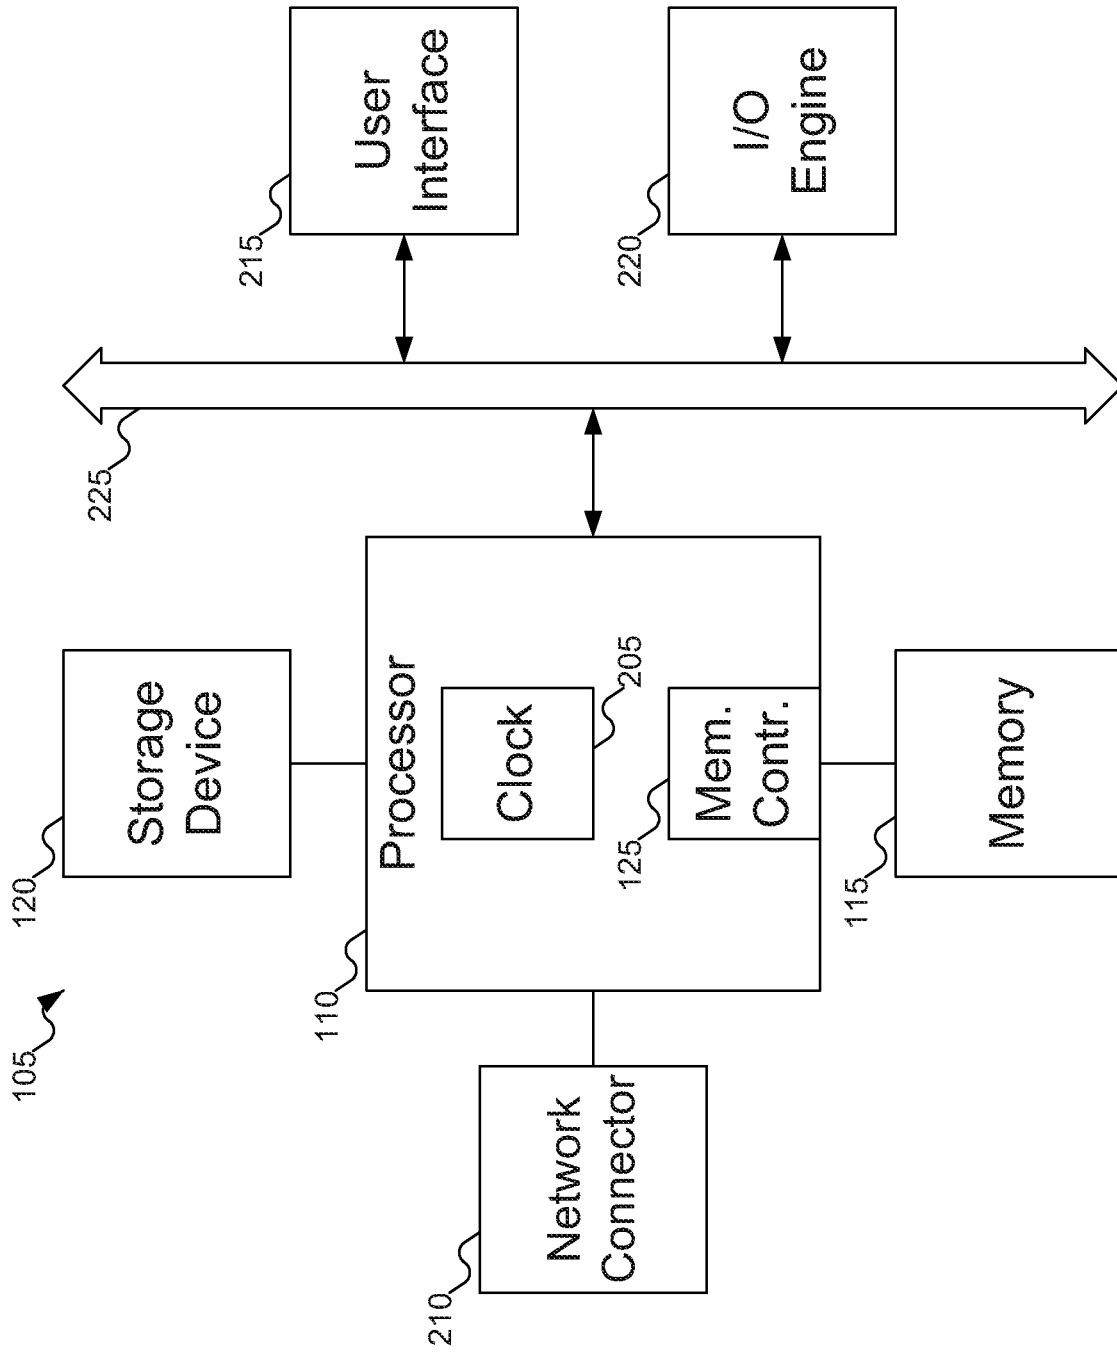 105
120
Storage
Device
225
215
User
Interface
110
Processor
Clock
205
210
Network
Connector
125
Mem.
Contr.
220
I/O
Engine
115
Memory